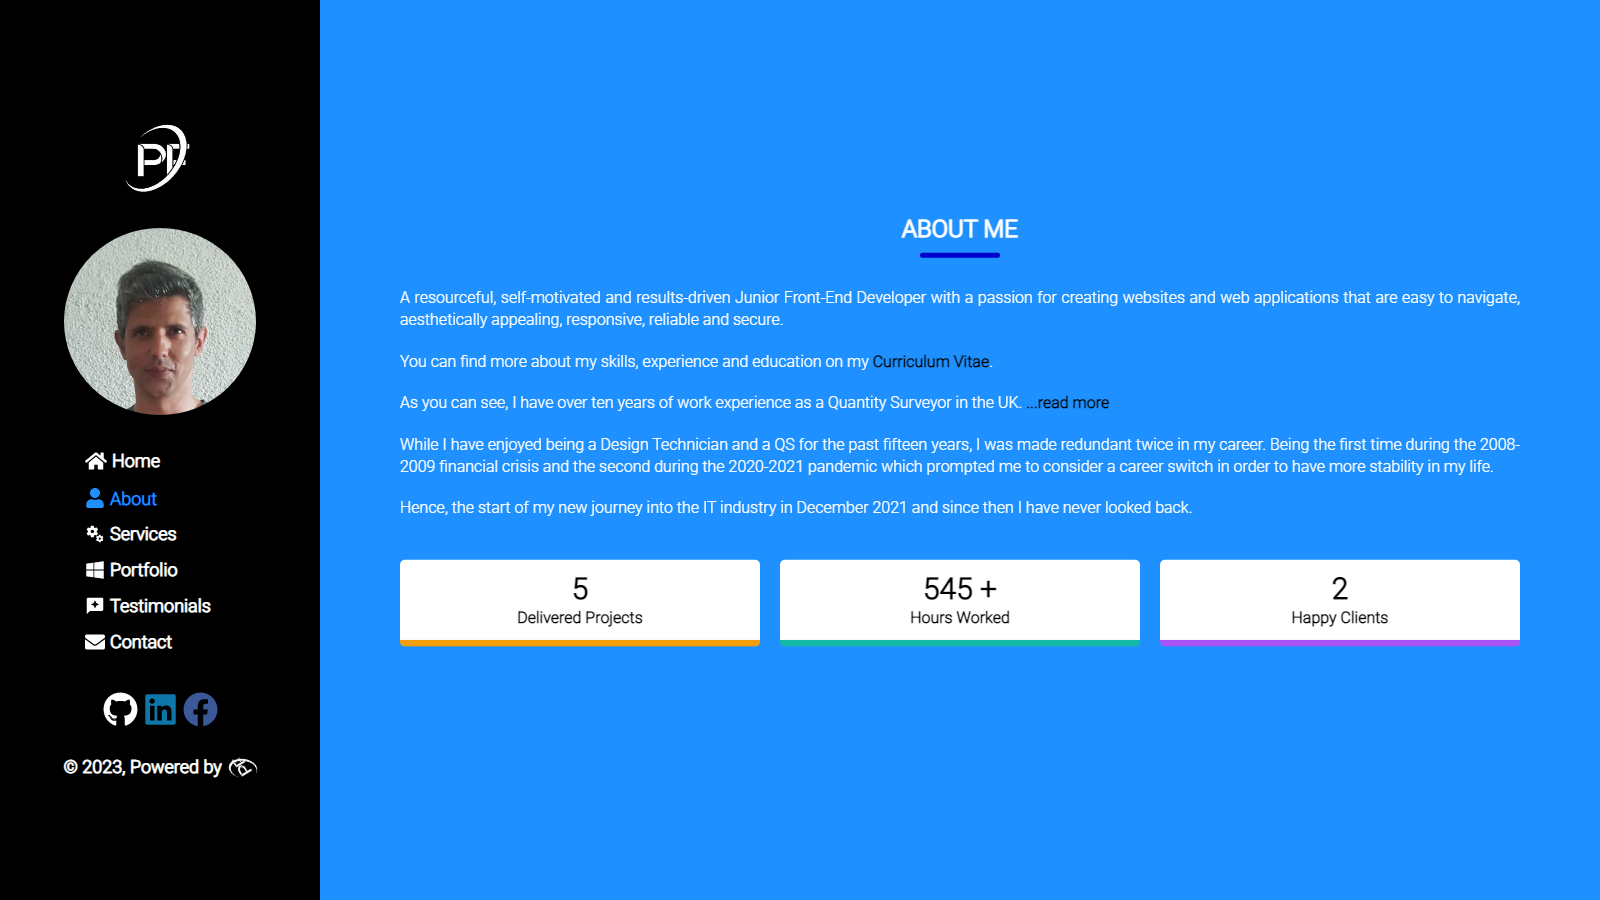 PF
Home
About
Services
Portfolio
Testimonials
Contact
© 2023, Powered by
ABOUT ME
A resourceful, self-motivated and results-driven Junior Front-End Developer with a passion for creating websites and web applications that are easy to navigate,
aesthetically appealing, responsive, reliable and secure.
You can find more about my skills, experience and education on my Curriculum Vitae.
As you can see, I have over ten years of work experience as a Quantity Surveyor in the UK. ...read more
While I have enjoyed being a Design Technician and a QS for the past fifteen years, I was made redundant twice in my career. Being the first time during the 2008-
2009 financial crisis and the second during the 2020-2021 pandemic which prompted me to consider a career switch in order to have more stability in my life.
Hence, the start of my new journey into the IT industry in December 2021 and since then I have never looked back.
5
Delivered Projects
545 +
Hours Worked
2
Happy Clients